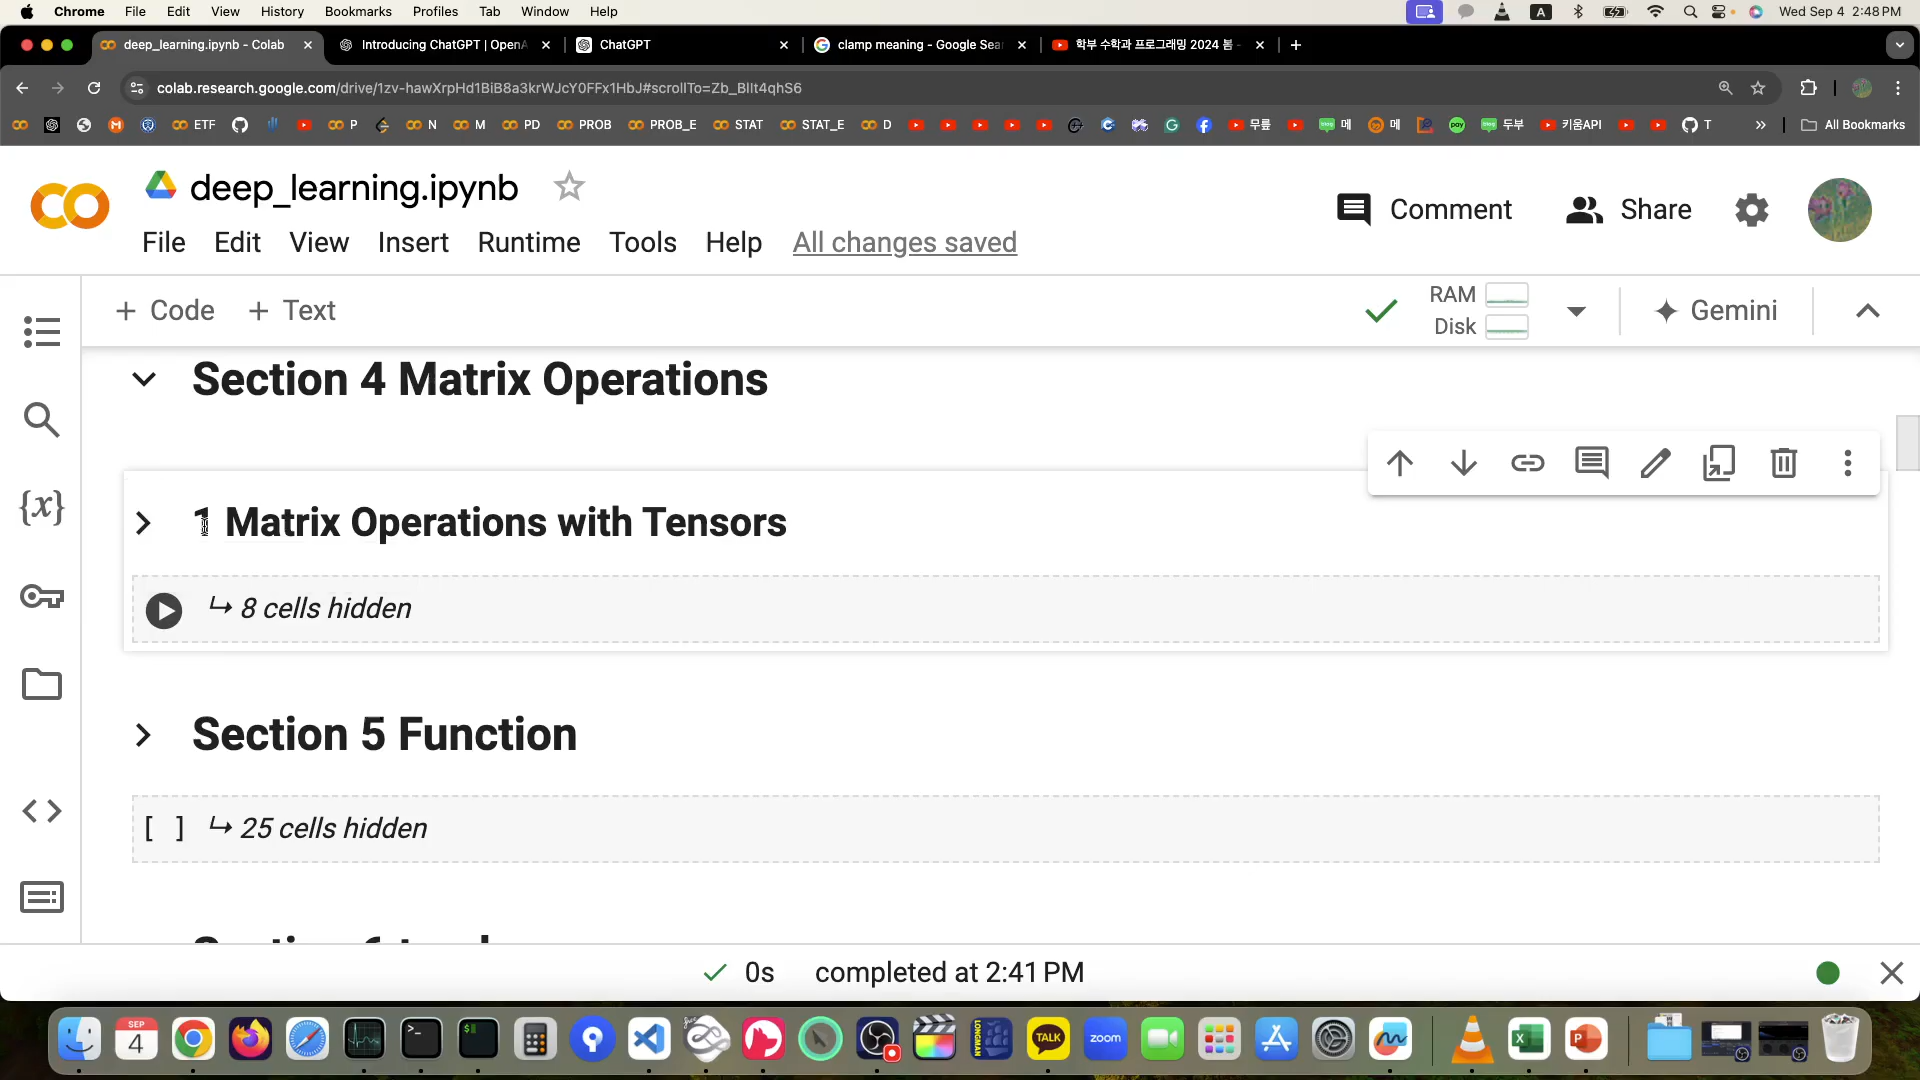 Chrome File Edit View History Bookmarks Profiles Tab Window Help
A
Wed Sep 4 2:48 PM
deep_learning.ipynb - Colab
Introducing ChatGPT | OpenA
ChatGPT
clamp meaning - Google Sea
학부 수학과 프로그래밍 2024 봄 -
colab.research.google.com/drive/1zv-hawXrpHd1BiB8a3krWJcY0FFx1HbJ#scrollTo=Zb_BlIt4qhS6
ETF P N M PD PROB PROB_E STAT STAT_E D 무릎 메 메 두부 키움API T All Bookmarks
deep_learning.ipynb
File Edit View Insert Runtime Tools Help All changes saved
Comment Share
+ Code + Text
RAM
Disk
Gemini
Section 4 Matrix Operations
1 Matrix Operations with Tensors
↳ 8 cells hidden
Section 5 Function
[ ] ↳ 25 cells hidden
{x}
0s completed at 2:41 PM
SEP
4
LONGMAN
TALK
zoom